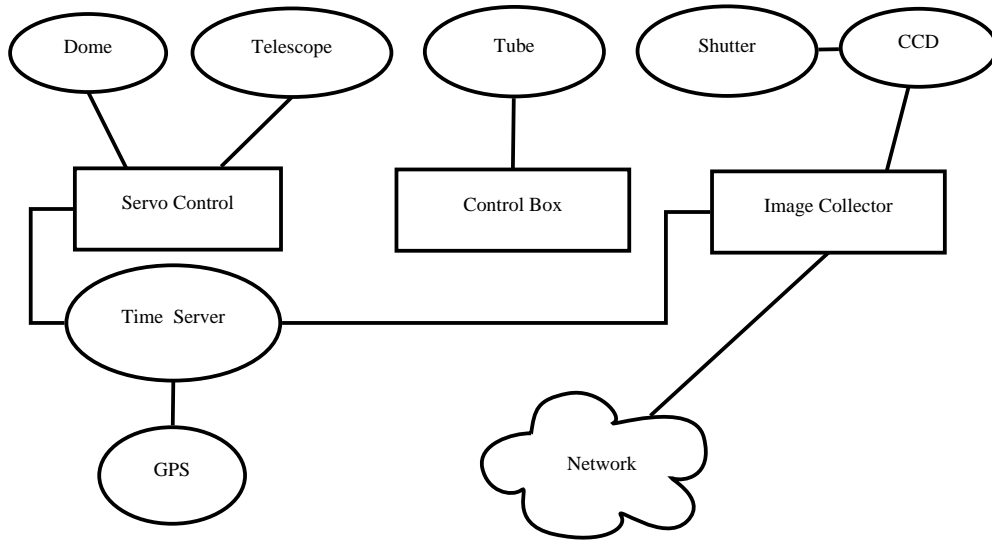 Dome
Telescope
Tube
Shutter
CCD
Servo Control
Control Box
Image Collector
Time Server
GPS
Network